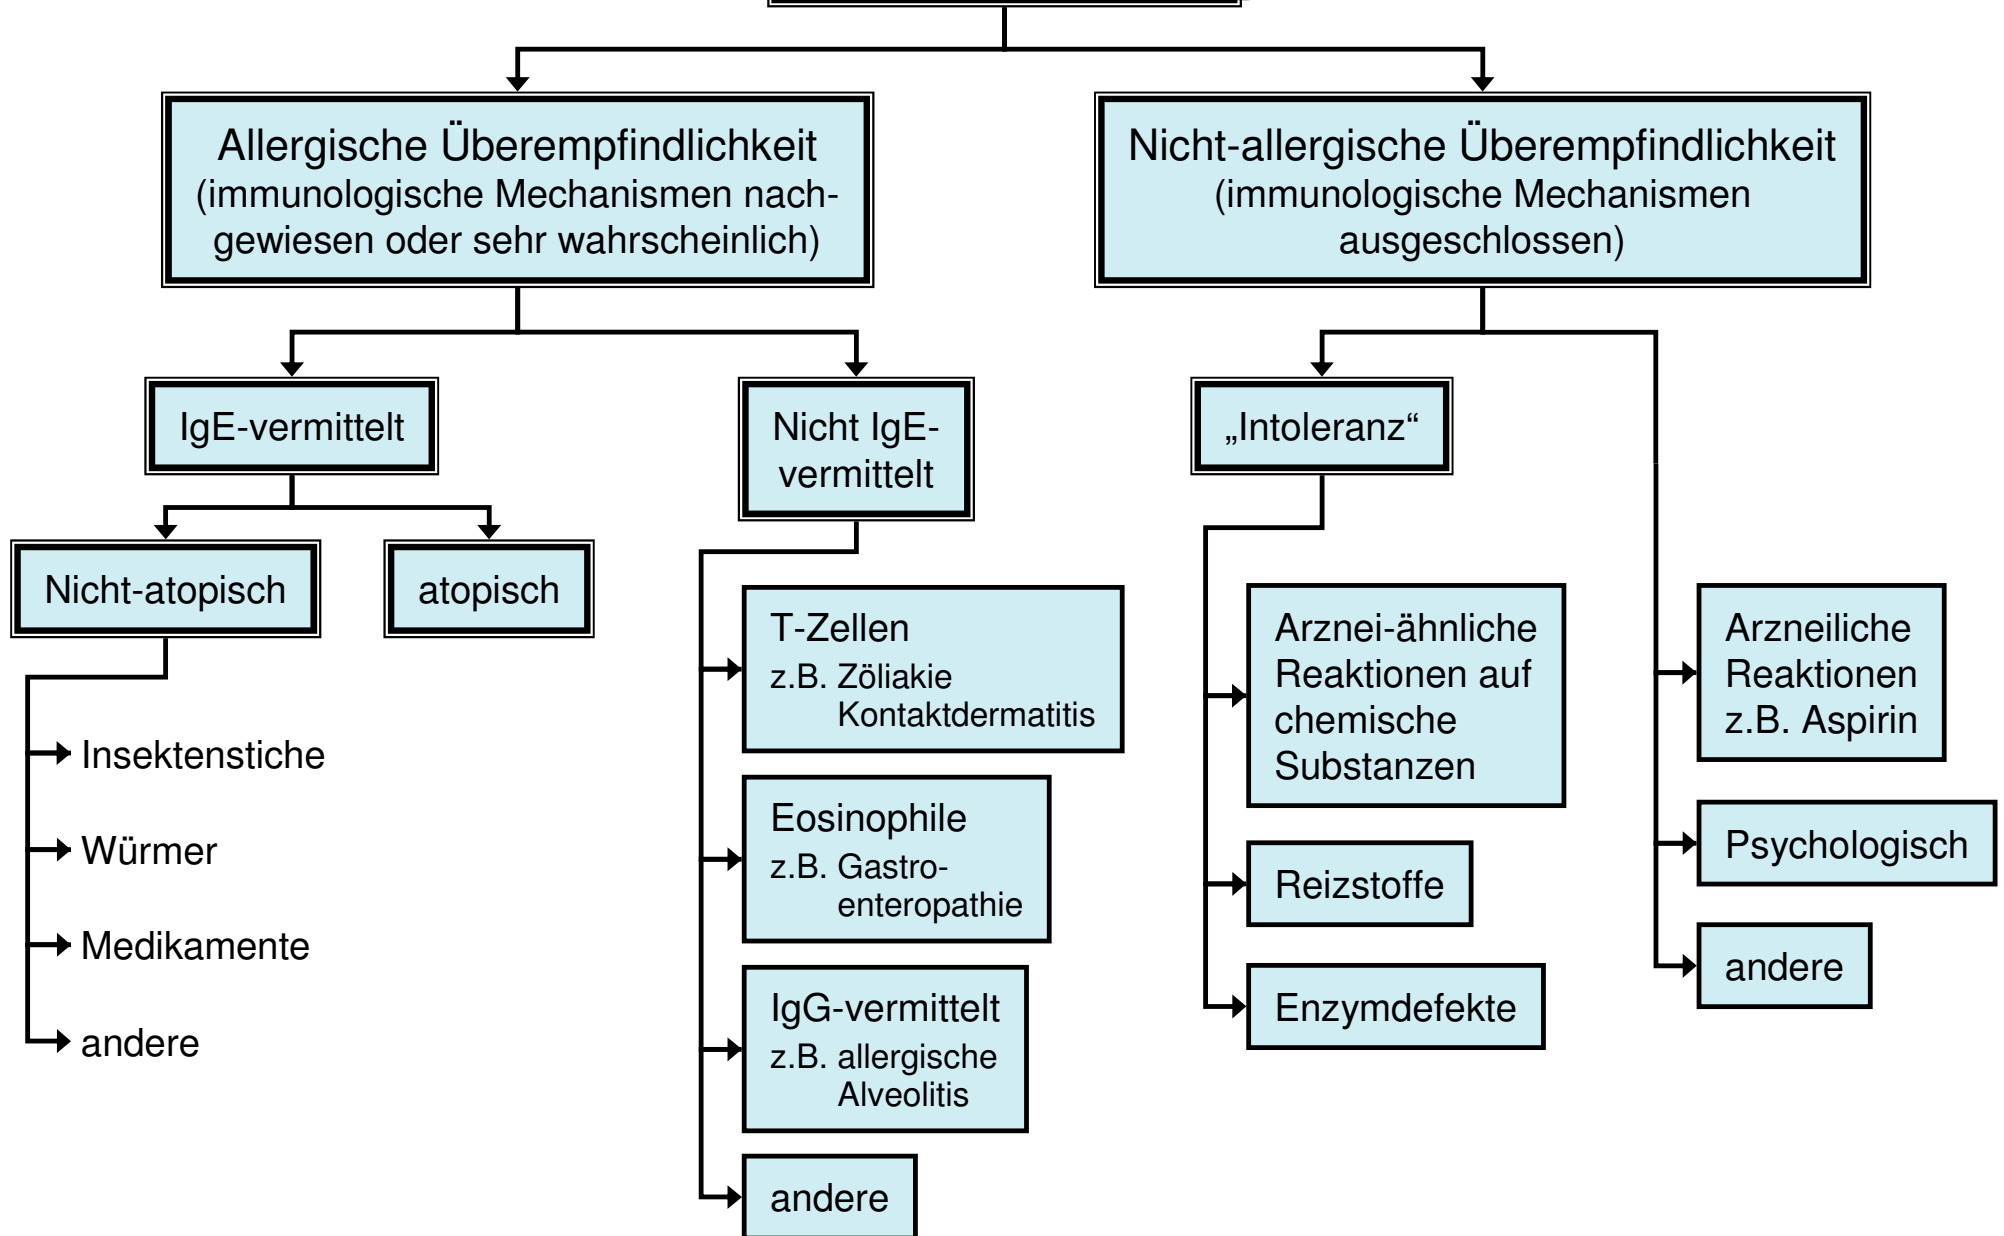 Allergische Überempfindlichkeit
(immunologische Mechanismen nach-
gewiesen oder sehr wahrscheinlich)
Nicht-allergische Überempfindlichkeit
(immunologische Mechanismen
ausgeschlossen)
IgE-vermittelt
Nicht IgE-
vermittelt
„Intoleranz“
Nicht-atopisch
atopisch
Insektenstiche
Würmer
Medikamente
andere
T-Zellen
z.B. Zöliakie
Kontaktdermatitis
Eosinophile
z.B. Gastro-
enteropathie
IgG-vermittelt
z.B. allergische
Alveolitis
andere
Arznei-ähnliche
Reaktionen auf
chemische
Substanzen
Reizstoffe
Enzymdefekte
Arzneiliche
Reaktionen
z.B. Aspirin
Psychologisch
andere